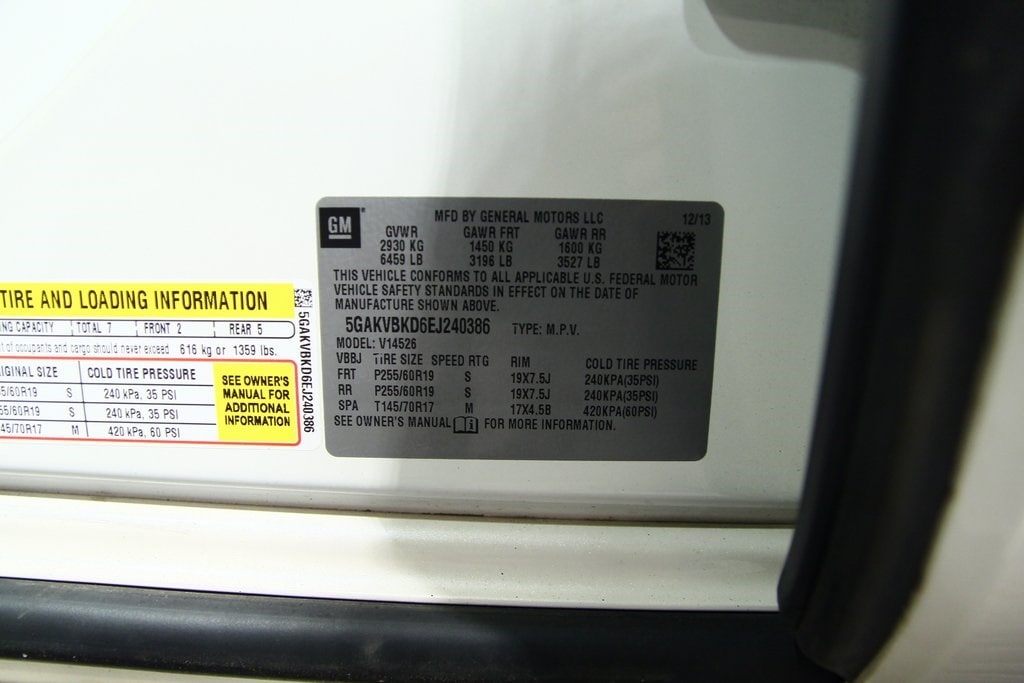 GM
MFD BY GENERAL MOTORS LLC 12/13
GVWR GAWR FRT GAWR RR
2930 KG 1450 KG 1600 KG
6459 LB 3196 LB 3527 LB
THIS VEHICLE CONFORMS TO ALL APPLICABLE U.S. FEDERAL MOTOR
VEHICLE SAFETY STANDARDS IN EFFECT ON THE DATE OF
MANUFACTURE SHOWN ABOVE.
5GAKVBKD6EJ240386 TYPE: M.P.V.
MODEL: V14526
VBBJ TIRE SIZE SPEED RTG RIM COLD TIRE PRESSURE
FRT P255/60R19 S 19X7.5J 240KPA(35PSI)
RR P255/60R19 S 19X7.5J 240KPA(35PSI)
SPA T145/70R17 M 17X4.5B 420KPA(60PSI)
SEE OWNER'S MANUAL FOR MORE INFORMATION.
TIRE AND LOADING INFORMATION
NG CAPACITY TOTAL 7 FRONT 2 REAR 5
of occupants and cargo should never exceed 616 kg or 1359 lbs.
IGINAL SIZE COLD TIRE PRESSURE
5/60R19 S 240 kPa, 35 PSI
55/60R19 S 240 kPa, 35 PSI
45/70R17 M 420 kPa, 60 PSI
SEE OWNER'S
MANUAL FOR
ADDITIONAL
INFORMATION
5GAKVBKD6EJ240386